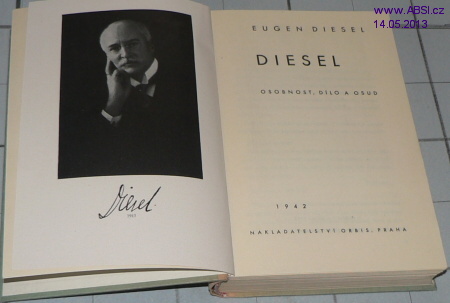 www.ABSI.cz
14.05.2013
Diesel
EUGEN DIESEL
DIESEL
OSOBNOST, DÍLO A OSUD
1942
NAKLADATELSTVÍ ORBIS, PRAHA